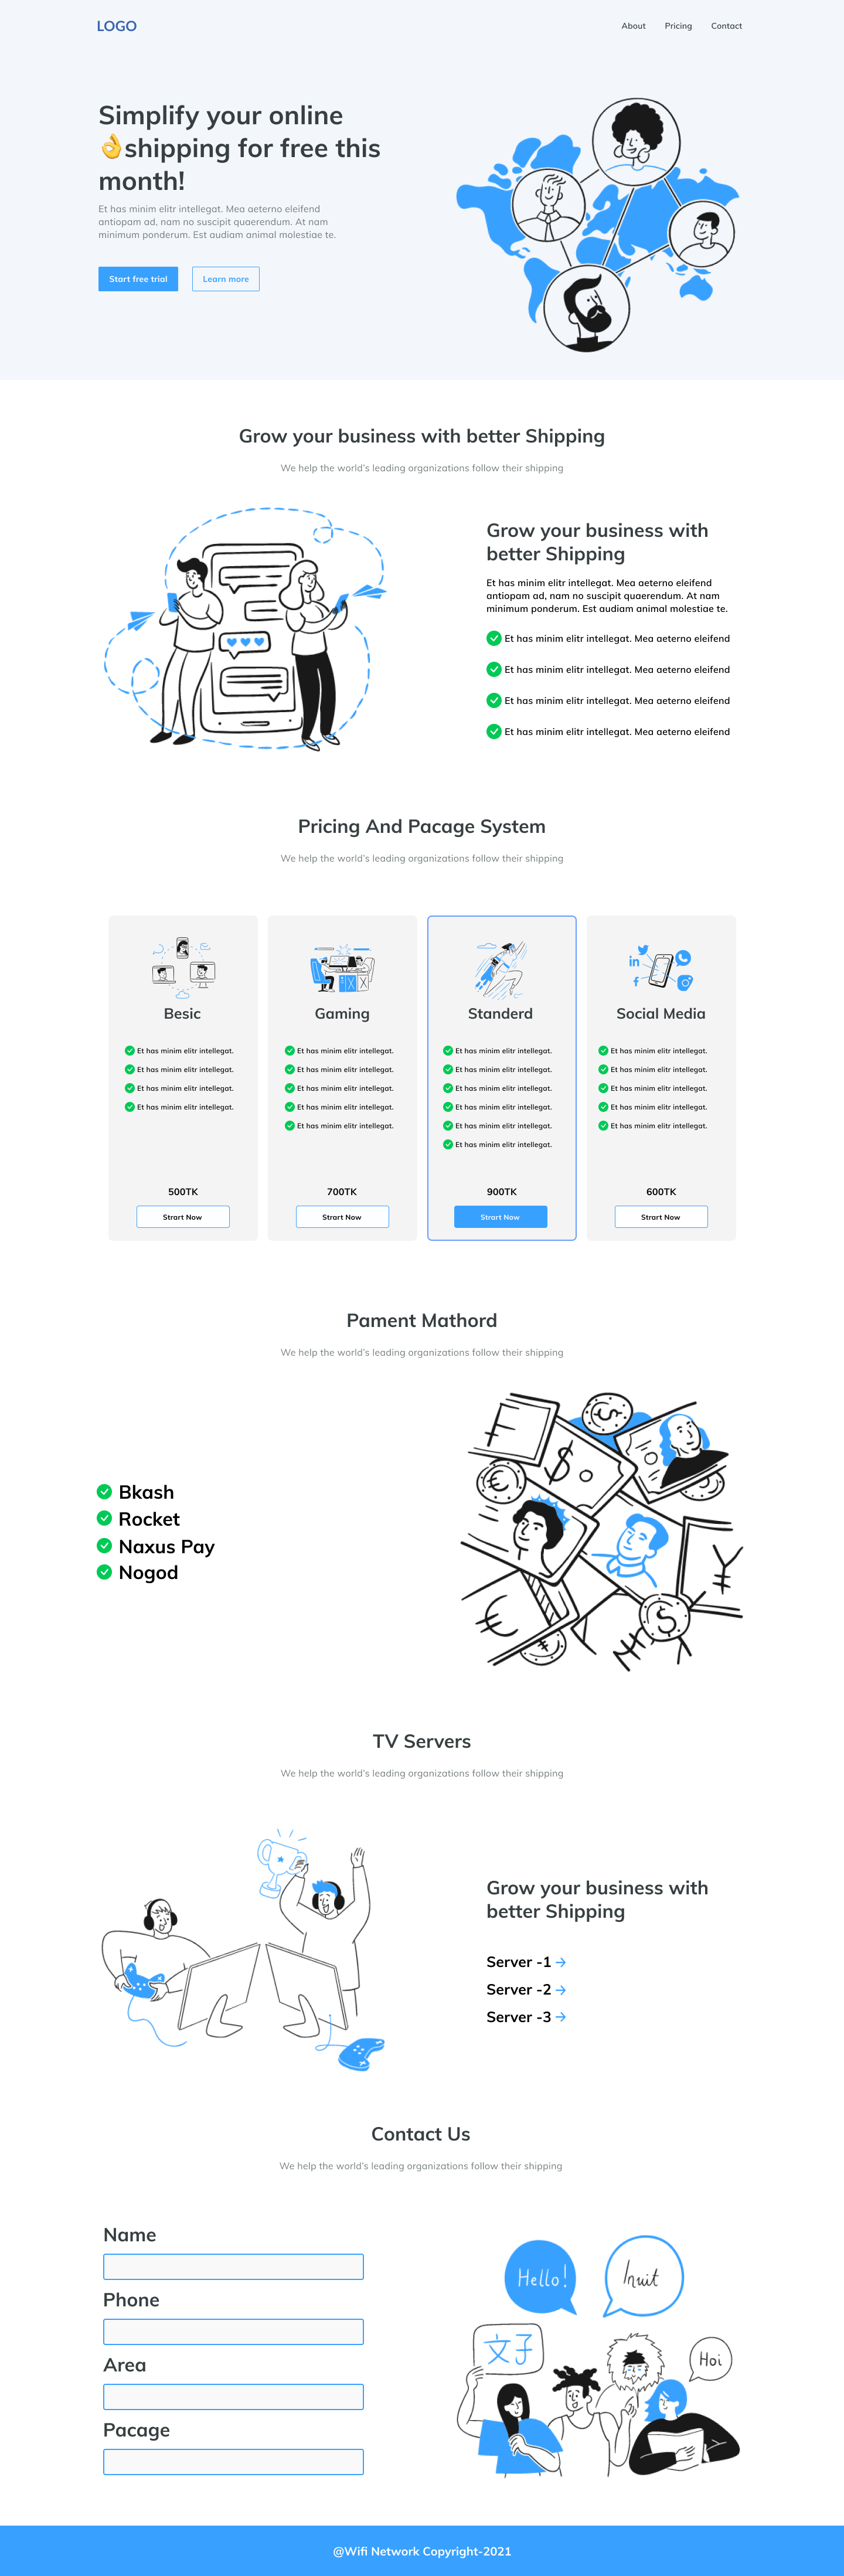 LOGO
About Pricing Contact
Simplify your online
👌shipping for free this
month!
Et has minim elitr intellegat. Mea aeterno eleifend
antiopam ad, nam no suscipit quaerendum. At nam
minimum ponderum. Est audiam animal molestiae te.
Start free trial Learn more
Grow your business with better Shipping
We help the world's leading organizations follow their shipping
Grow your business with
better Shipping
Et has minim elitr intellegat. Mea aeterno eleifend
antiopam ad, nam no suscipit quaerendum. At nam
minimum ponderum. Est audiam animal molestiae te.
Et has minim elitr intellegat. Mea aeterno eleifend
Et has minim elitr intellegat. Mea aeterno eleifend
Et has minim elitr intellegat. Mea aeterno eleifend
Et has minim elitr intellegat. Mea aeterno eleifend
Pricing And Pacage System
We help the world's leading organizations follow their shipping
Besic
Et has minim elitr intellegat.
Et has minim elitr intellegat.
Et has minim elitr intellegat.
Et has minim elitr intellegat.
500TK
Strart Now
Gaming
Et has minim elitr intellegat.
Et has minim elitr intellegat.
Et has minim elitr intellegat.
Et has minim elitr intellegat.
Et has minim elitr intellegat.
700TK
Strart Now
Standerd
Et has minim elitr intellegat.
Et has minim elitr intellegat.
Et has minim elitr intellegat.
Et has minim elitr intellegat.
Et has minim elitr intellegat.
Et has minim elitr intellegat.
900TK
Strart Now
in
f
Social Media
Et has minim elitr intellegat.
Et has minim elitr intellegat.
Et has minim elitr intellegat.
Et has minim elitr intellegat.
Et has minim elitr intellegat.
600TK
Strart Now
Pament Mathord
We help the world's leading organizations follow their shipping
Bkash
Rocket
Naxus Pay
Nogod
£
$
$
€
¥
€
$
¥
TV Servers
We help the world's leading organizations follow their shipping
Grow your business with
better Shipping
Server -1 →
Server -2 →
Server -3 →
Contact Us
We help the world's leading organizations follow their shipping
Name
Phone
Area
Pacage
Hello!
Inuit
文子
Hoi
@Wifi Network Copyright-2021